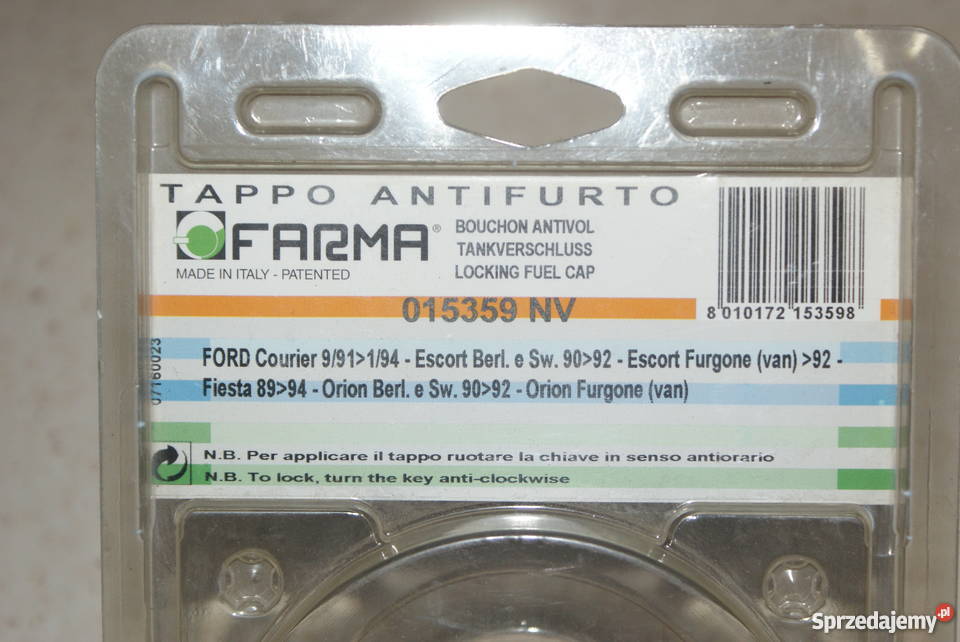 TAPPO ANTIFURTO
FARMA®
MADE IN ITALY - PATENTED
BOUCHON ANTIVOL
TANKVERSCHLUSS
LOCKING FUEL CAP
8 010172 153598
015359 NV
07160023
FORD Courier 9/91>1/94 - Escort Berl. e Sw. 90>92 - Escort Furgone (van) >92 -
Fiesta 89>94 - Orion Berl. e Sw. 90>92 - Orion Furgone (van)
N.B. Per applicare il tappo ruotare la chiave in senso antiorario
N.B. To lock, turn the key anti-clockwise
Sprzedajemy.pl